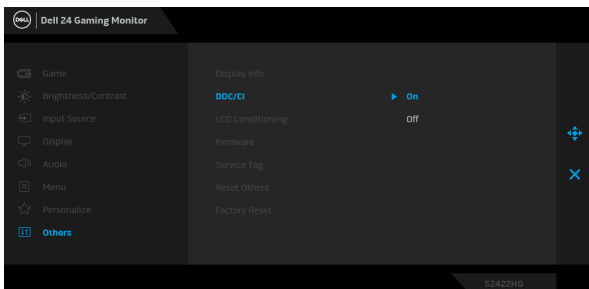 DELL
Dell 24 Gaming Monitor
Game
Brightness/Contrast
Input Source
Display
Audio
Menu
Personalize
Others
Display Info
DDC/CI
On
LCD Conditioning
Off
Firmware
Service Tag
Reset Others
Factory Reset
S2422HG